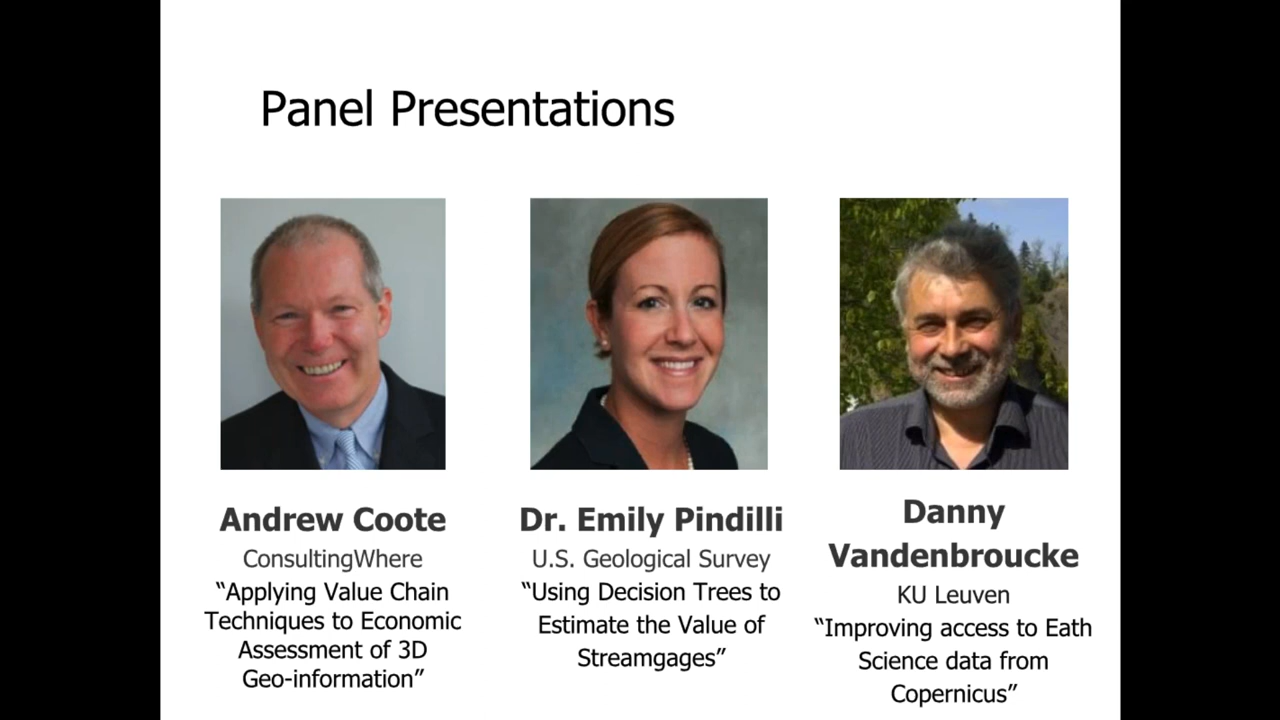 Panel Presentations
Andrew Coote
ConsultingWhere
“Applying Value Chain
Techniques to Economic
Assessment of 3D
Geo-information”
Dr. Emily Pindilli
U.S. Geological Survey
“Using Decision Trees to
Estimate the Value of
Streamgages”
Danny
Vandenbroucke
KU Leuven
“Improving access to Eath
Science data from
Copernicus”